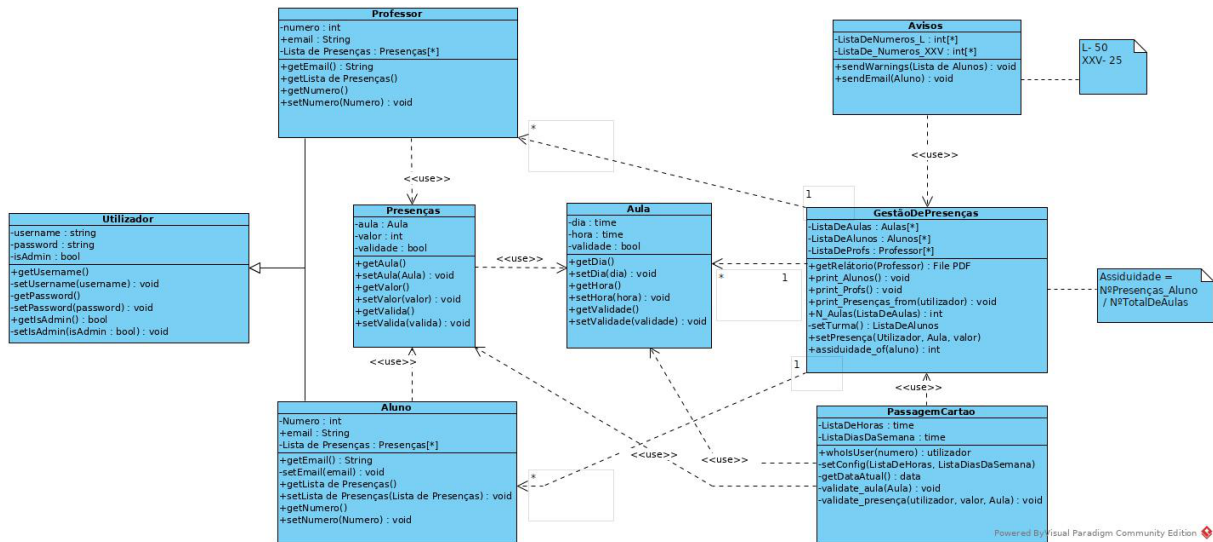 Professor
-numero : int
+email : String
-Lista de Presenças : Presenças[*]
+getEmail() : String
+getLista de Presenças()
+getNumero()
+setNumero(Numero) : void
Avisos
-ListaDeNumeros_L : int[*]
-ListaDe_Numeros_XXV : int[*]
+sendWarnings(Lista de Alunos) : void
+sendEmail(Aluno) : void
L- 50
XXV- 25
*
<<use>>
<<use>>
1
Utilizador
-username : string
-password : string
-isAdmin : bool
+getUsername()
-setUsername(username) : void
-getPassword()
-setPassword(password) : void
+getIsAdmin() : bool
-setIsAdmin(isAdmin : bool) : void
Presenças
-aula : Aula
-valor : int
-validade : bool
+getAula()
+setAula(Aula) : void
+getValor()
+setValor(valor) : void
+getValida()
+setValida(valida) : void
<<use>>
Aula
-dia : time
-hora : time
-validade : bool
+getDia()
+setDia(dia) : void
+getHora()
+setHora(hora) : void
+getValidade()
+setValidade(validade) : void
* 1
GestãoDePresenças
-ListaDeAulas : Aulas[*]
-ListaDeAlunos : Alunos[*]
-ListaDeProfs : Professor[*]
+getRelátorio(Professor) : File PDF
+print_Alunos() : void
+print_Profs() : void
+print_Presenças_from(utilizador) : void
+N_Aulas(ListaDeAulas) : int
-setTurma() : ListaDeAlunos
+setPresença(Utilizador, Aula, valor)
+assiduidade_of(aluno) : int
Assiduidade =
NºPresenças_Aluno
/ NºTotalDeAulas
<<use>>
<<use>>
1
<<use>>
Aluno
-Numero : int
+email : String
-Lista de Presenças : Presenças[*]
+getEmail() : String
-setEmail(email) : void
+getLista de Presenças()
+setLista de Presenças(Lista de Presenças) : void
+getNumero()
+setNumero(Numero) : void
<<use>>
<<use>>
*
PassagemCartao
-ListaDeHoras : time
-ListaDiasDaSemana : time
+whoIsUser(numero) : utilizador
-setConfig(ListaDeHoras, ListaDiasDaSemana)
-getDataAtual() : data
-validate_aula(Aula) : void
-validate_presença(utilizador, valor, Aula) : void
Powered By Visual Paradigm Community Edition